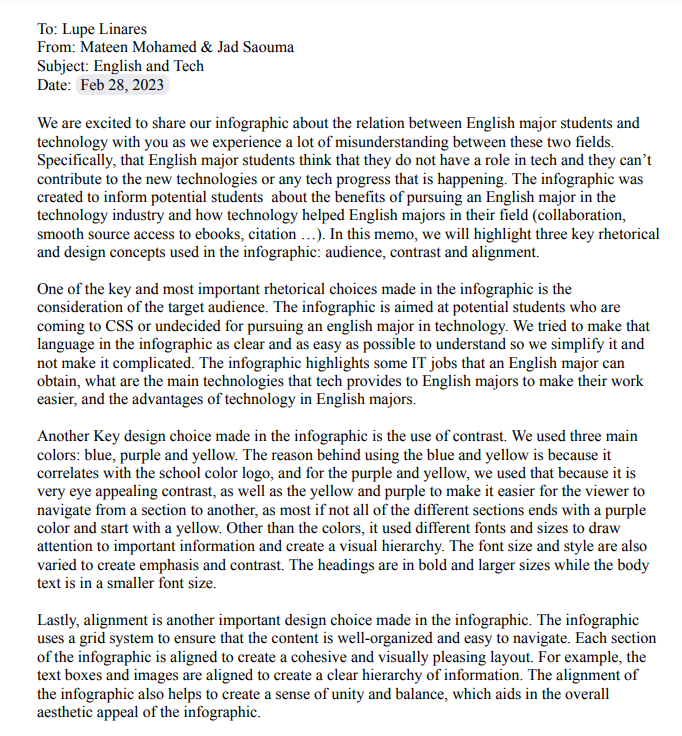 To: Lupe Linares
From: Mateen Mohamed & Jad Saouma
Subject: English and Tech
Date: Feb 28, 2023
We are excited to share our infographic about the relation between English major students and
technology with you as we experience a lot of misunderstanding between these two fields.
Specifically, that English major students think that they do not have a role in tech and they can't
contribute to the new technologies or any tech progress that is happening. The infographic was
created to inform potential students  about the benefits of pursuing an English major in the
technology industry and how technology helped English majors in their field (collaboration,
smooth source access to ebooks, citation …). In this memo, we will highlight three key rhetorical
and design concepts used in the infographic: audience, contrast and alignment.
One of the key and most important rhetorical choices made in the infographic is the
consideration of the target audience. The infographic is aimed at potential students who are
coming to CSS or undecided for pursuing an english major in technology. We tried to make that
language in the infographic as clear and as easy as possible to understand so we simplify it and
not make it complicated. The infographic highlights some IT jobs that an English major can
obtain, what are the main technologies that tech provides to English majors to make their work
easier, and the advantages of technology in English majors.
Another Key design choice made in the infographic is the use of contrast. We used three main
colors: blue, purple and yellow. The reason behind using the blue and yellow is because it
correlates with the school color logo, and for the purple and yellow, we used that because it is
very eye appealing contrast, as well as the yellow and purple to make it easier for the viewer to
navigate from a section to another, as most if not all of the different sections ends with a purple
color and start with a yellow. Other than the colors, it used different fonts and sizes to draw
attention to important information and create a visual hierarchy. The font size and style are also
varied to create emphasis and contrast. The headings are in bold and larger sizes while the body
text is in a smaller font size.
Lastly, alignment is another important design choice made in the infographic. The infographic
uses a grid system to ensure that the content is well-organized and easy to navigate. Each section
of the infographic is aligned to create a cohesive and visually pleasing layout. For example, the
text boxes and images are aligned to create a clear hierarchy of information. The alignment of
the infographic also helps to create a sense of unity and balance, which aids in the overall
aesthetic appeal of the infographic.